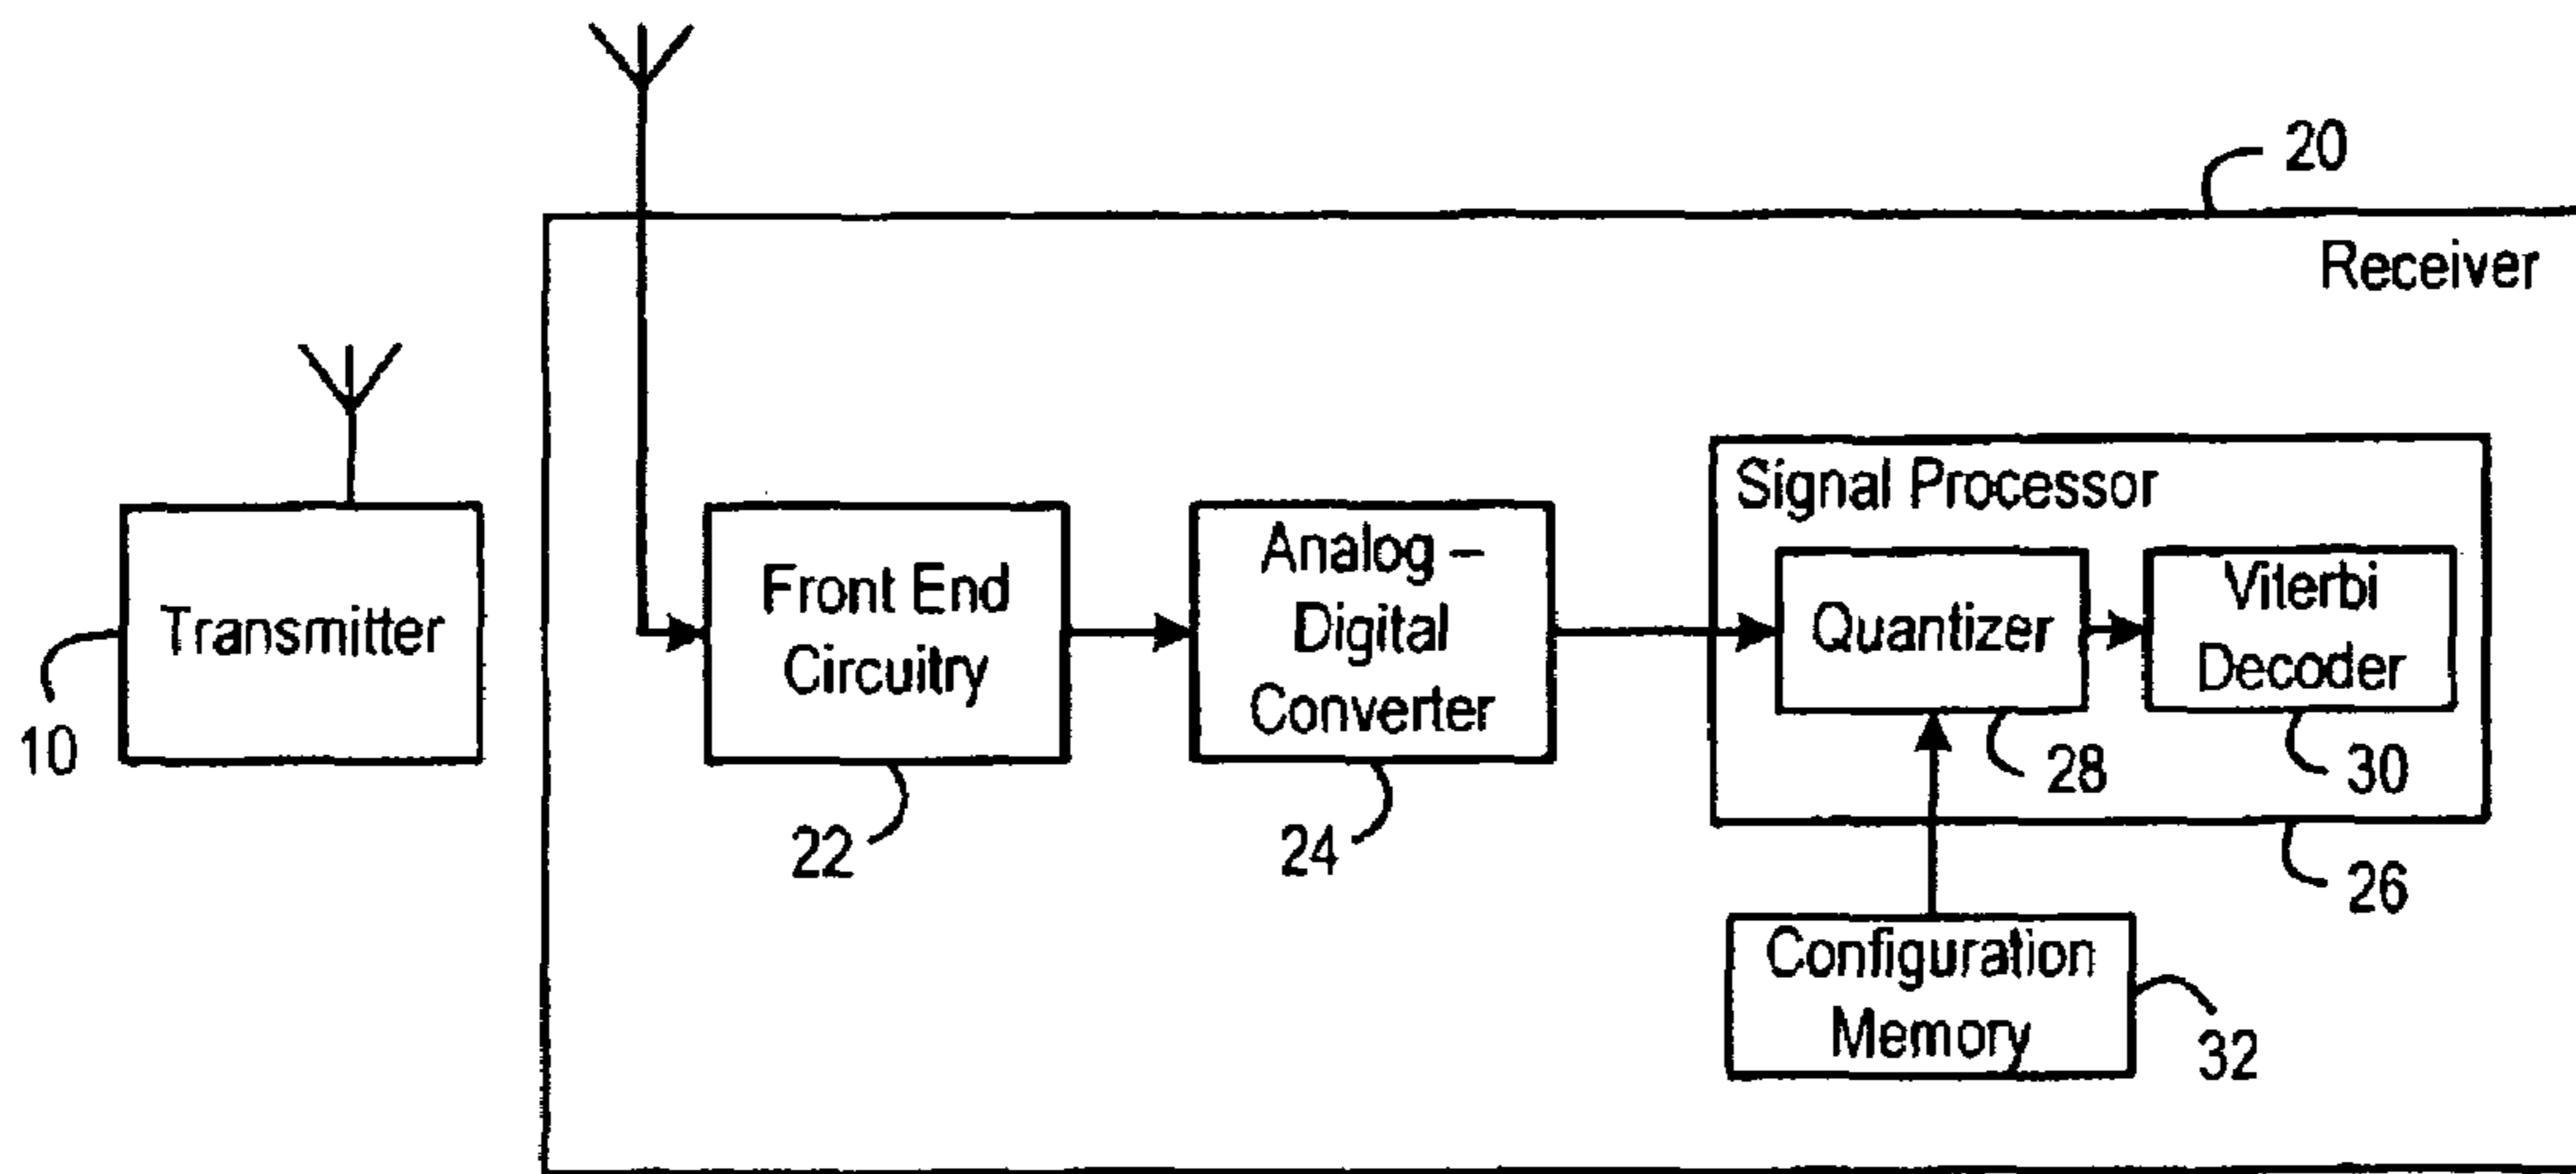 20
Receiver
Signal Processor
Transmitter
10
Front End
Circuitry
22
Analog –
Digital
Converter
24
Quantizer
28
Viterbi
Decoder
30
26
Configuration
Memory
32